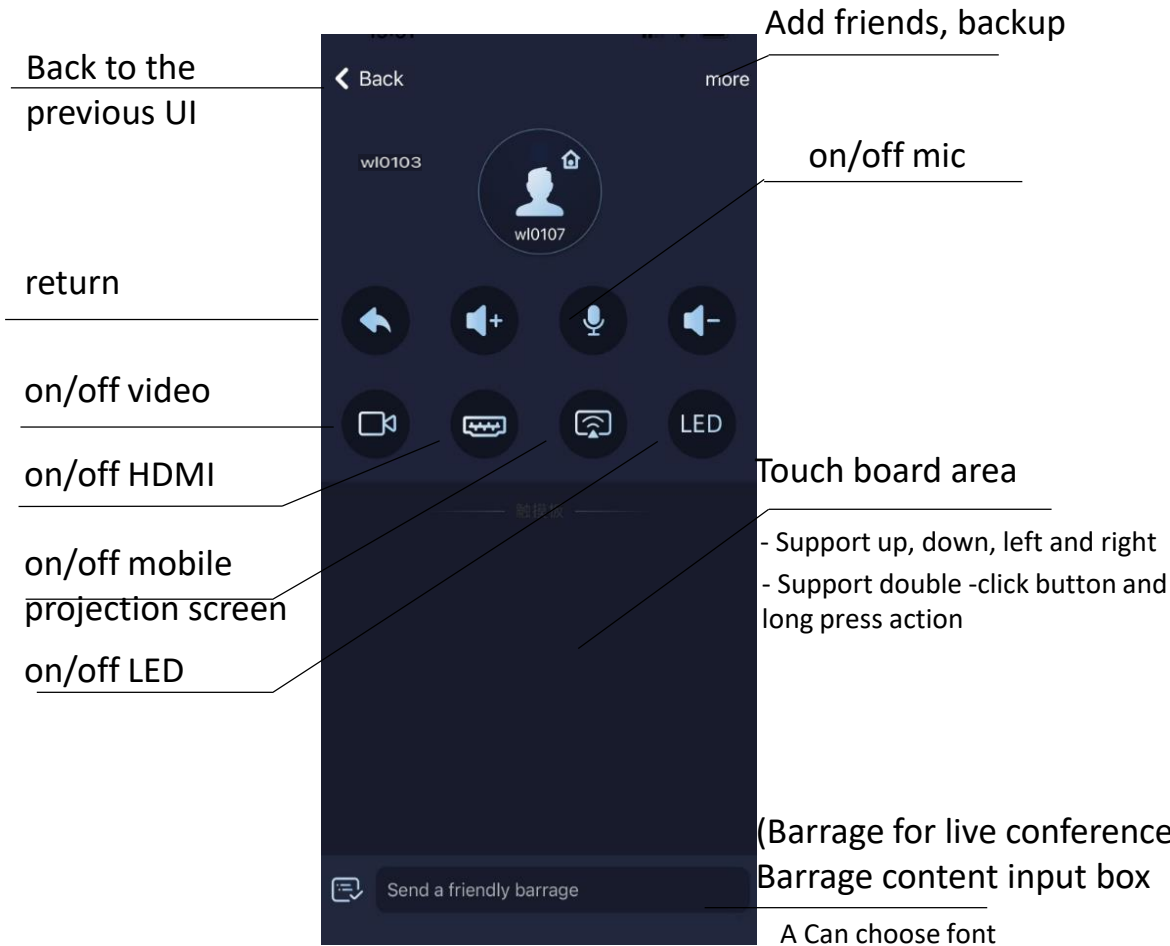 Add friends, backup
Back to the
previous UI
Back
more
wl0103
on/off mic
wl0107
return
+
-
on/off video
LED
on/off HDMI
Touch board area
触摸板
- Support up, down, left and right
on/off mobile
projection screen
- Support double -click button and
long press action
on/off LED
(Barrage for live conference
Barrage content input box
Send a friendly barrage
A Can choose font